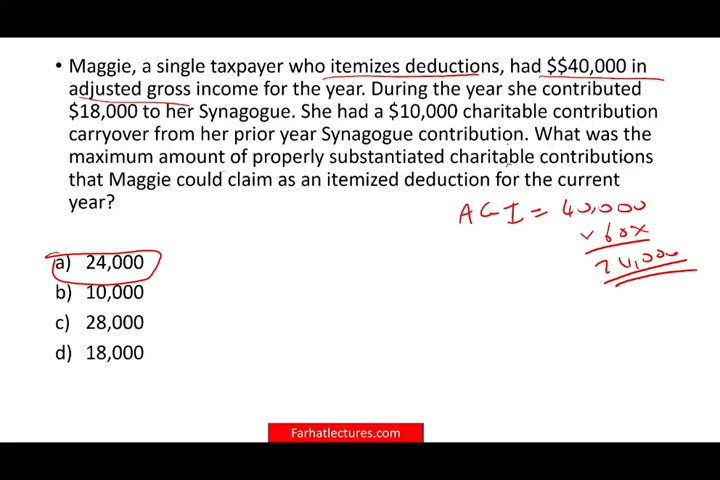 • Maggie, a single taxpayer who itemizes deductions, had $$40,000 in
adjusted gross income for the year. During the year she contributed
$18,000 to her Synagogue. She had a $10,000 charitable contribution
carryover from her prior year Synagogue contribution. What was the
maximum amount of properly substantiated charitable contributions
that Maggie could claim as an itemized deduction for the current
year?
AGI = 40,000
× 60%
24,000
a) 24,000
b) 10,000
c) 28,000
d) 18,000
Farhatlectures.com